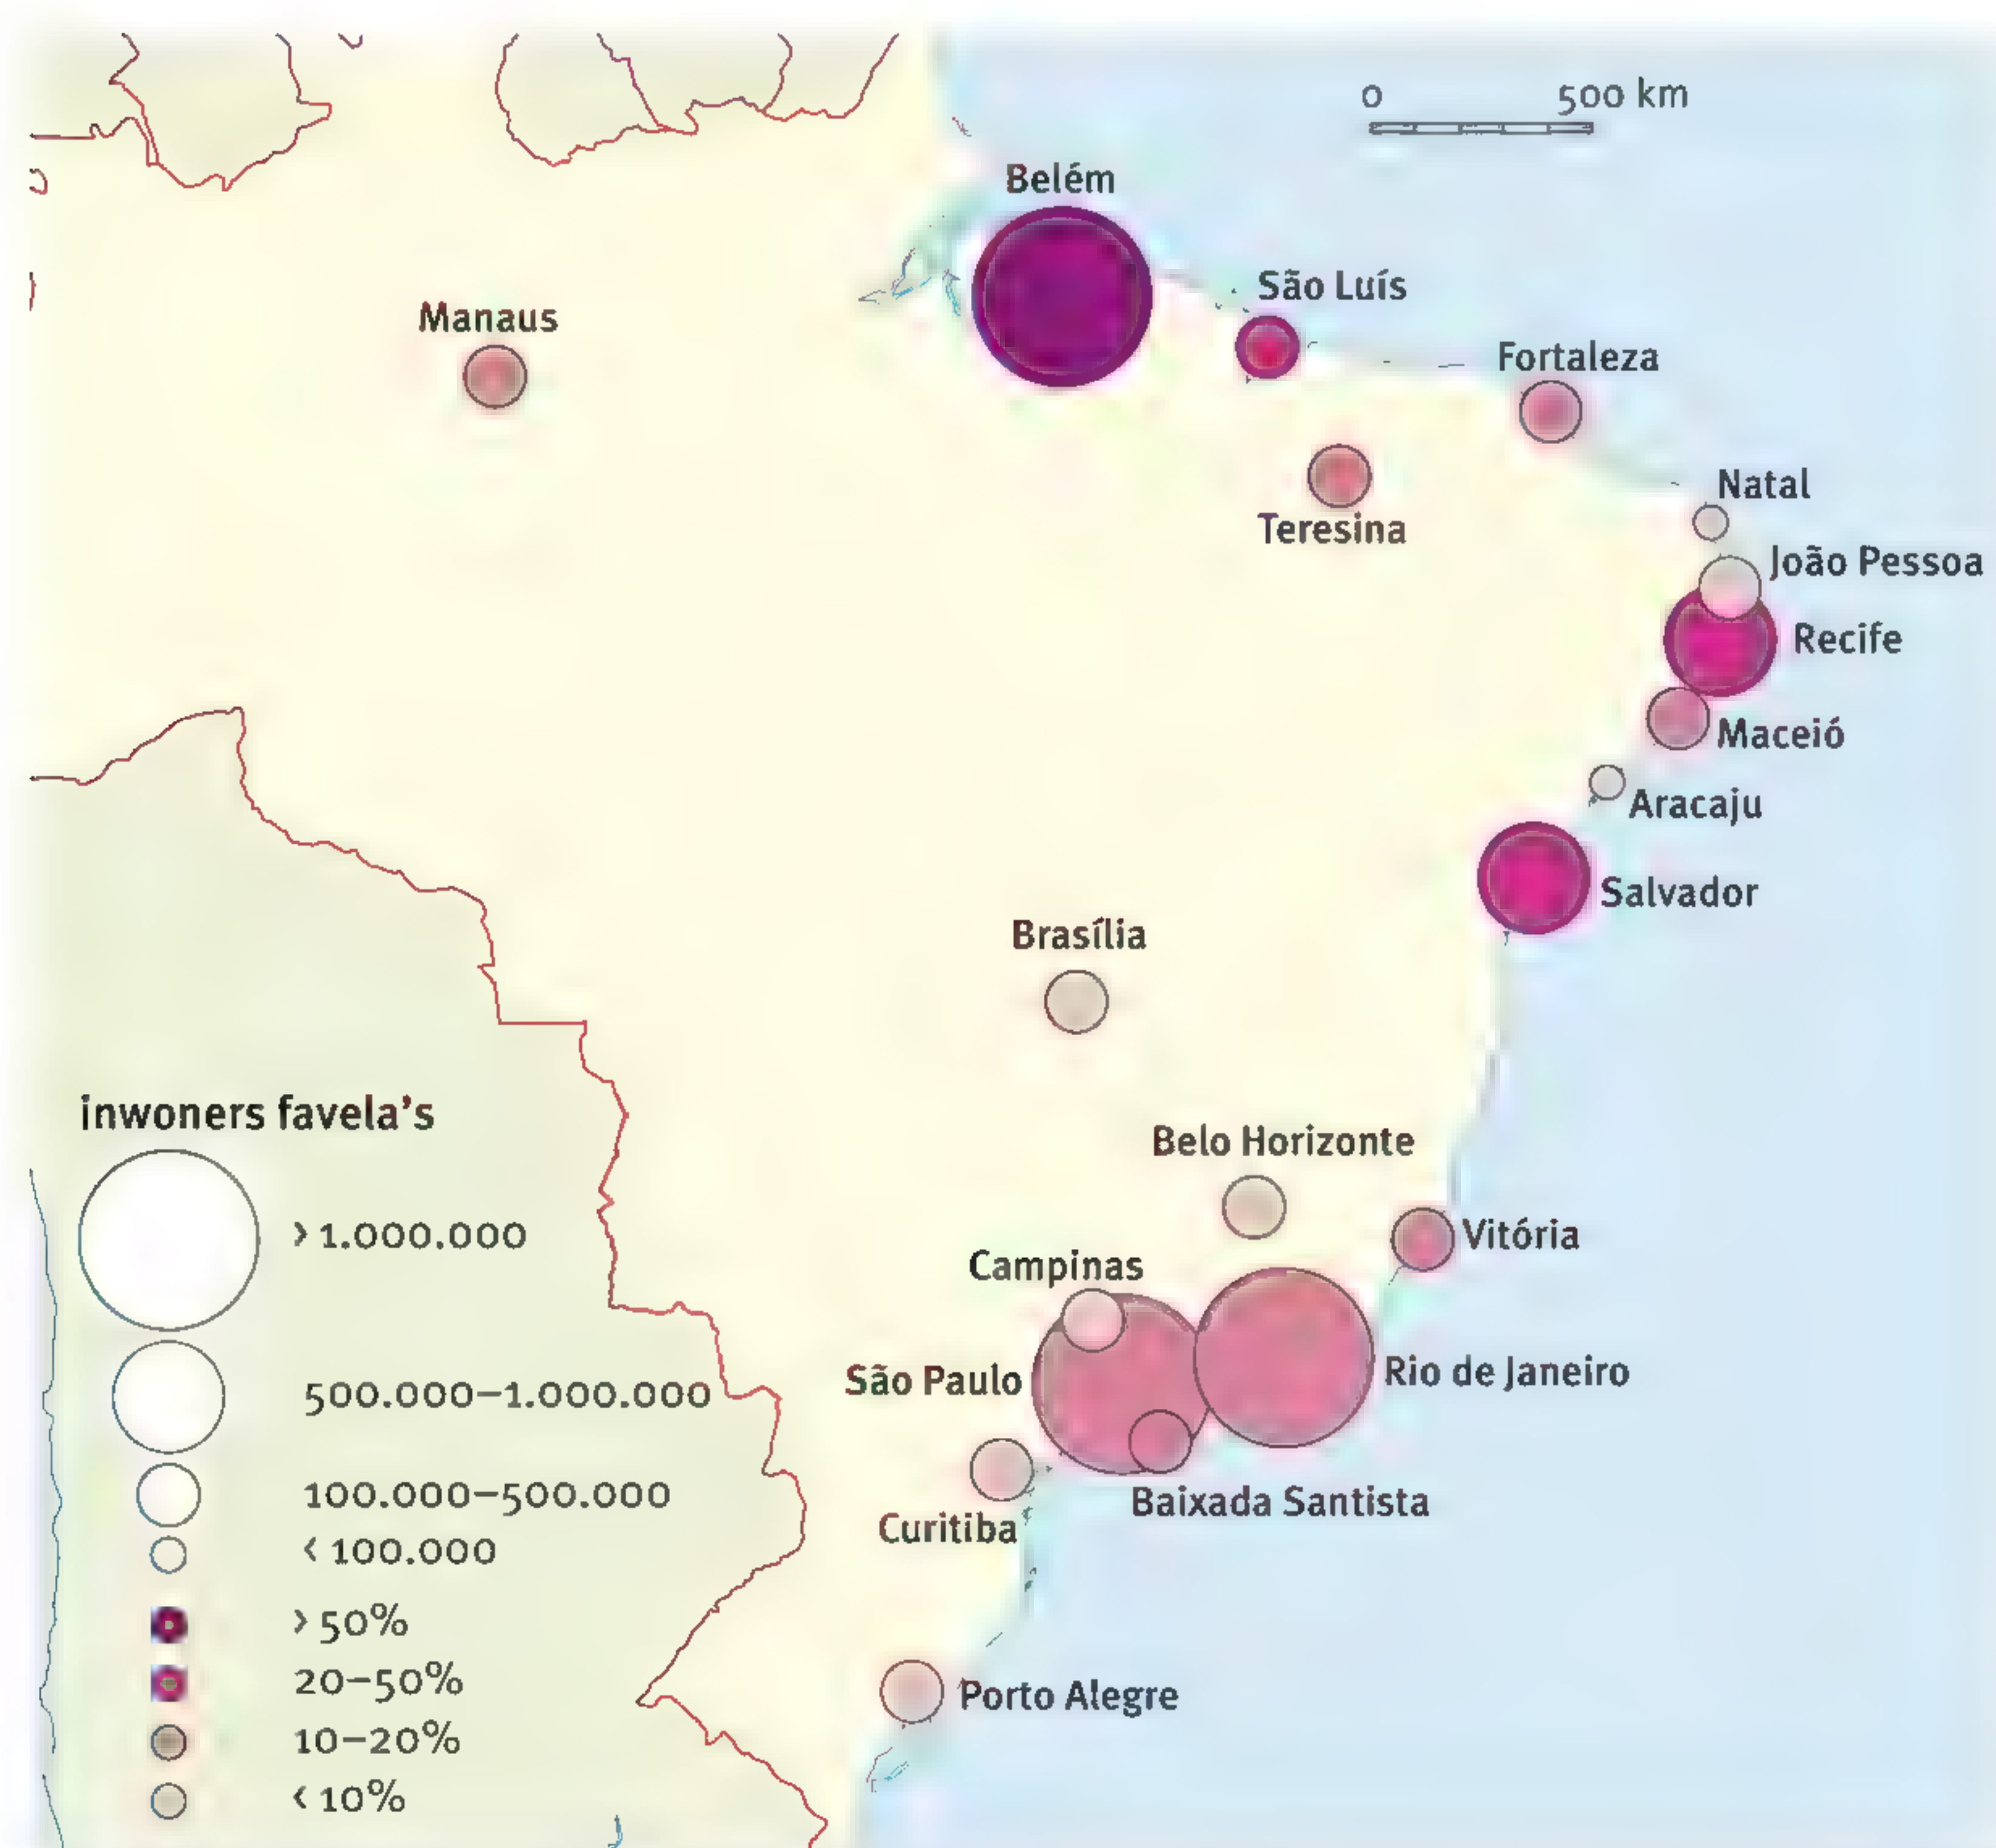 0 500 km
Belém
São Luís
Manaus
Fortaleza
Natal
Teresina
João Pessoa
Recife
Maceió
Aracaju
Salvador
Brasília
inwoners favela's
Belo Horizonte
> 1.000.000
Vitória
Campinas
São Paulo
Rio de Janeiro
500.000–1.000.000
100.000–500.000
Baixada Santista
Curitiba
< 100.000
> 50%
20–50%
Porto Alegre
10–20%
< 10%